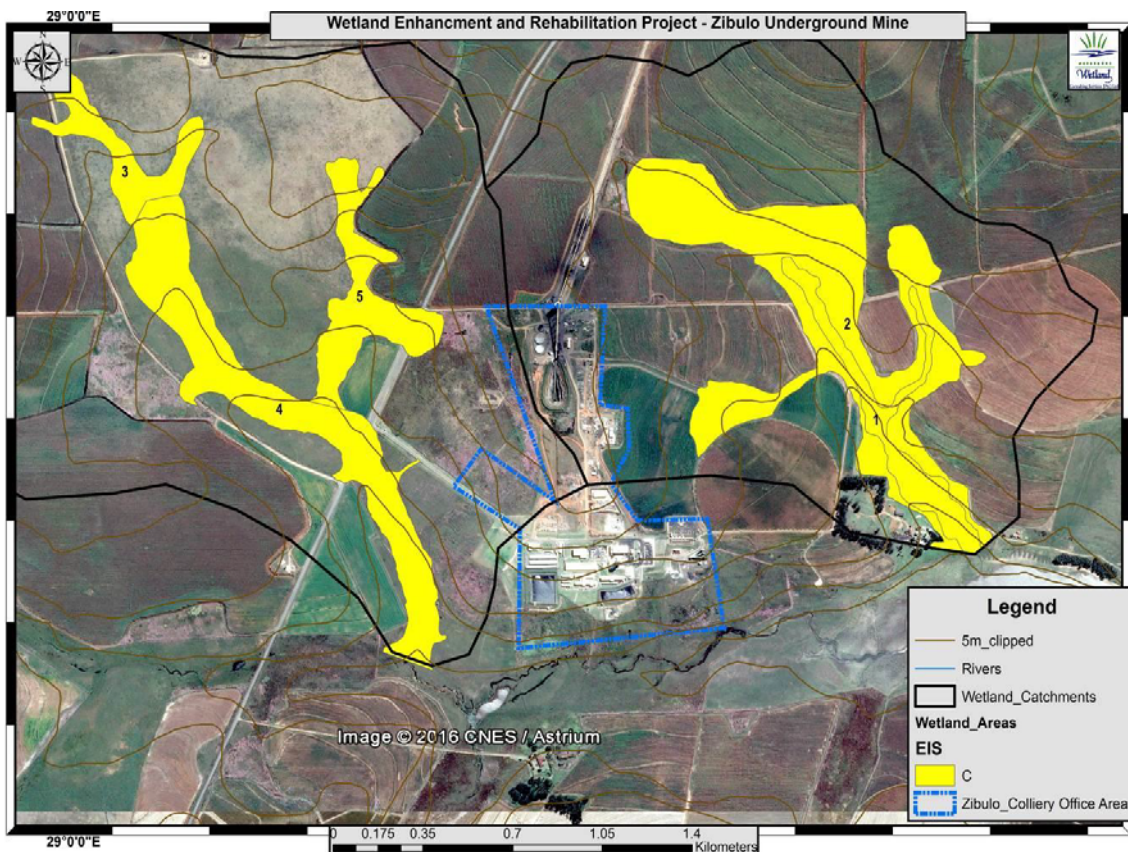 29°0'0"E
Wetland Enhancment and Rehabilitation Project - Zibulo Underground Mine
N
W
E
S
Wetland
3
5
2
4
1
Legend
5m_clipped
Rivers
Wetland_Catchments
Wetland_Areas
EIS
C
Zibulo_Colliery Office Area
Image © 2016 CNES / Astrium
29°0'0"E
0 0.175 0.35 0.7 1.05 1.4
Kilometers